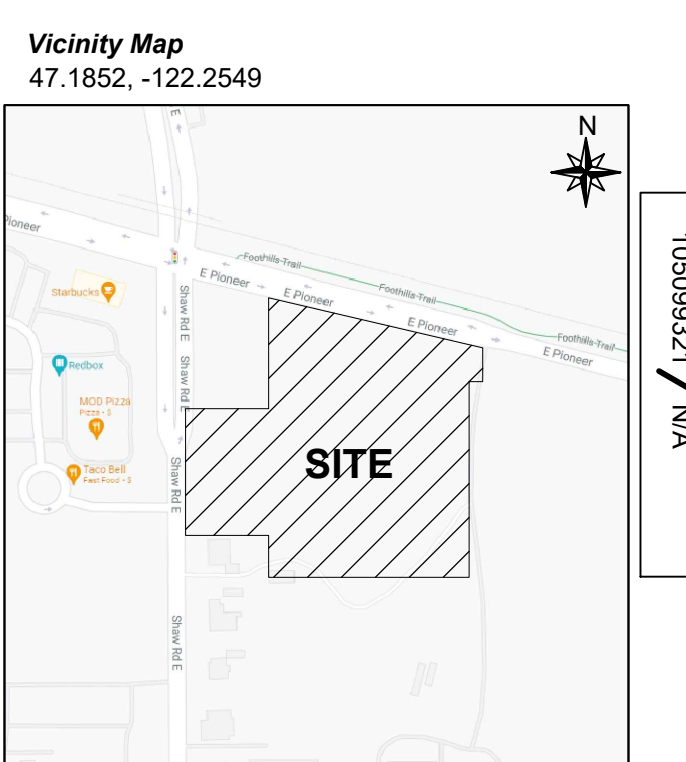 Vicinity Map
47.1852, -122.2549
N
E
Pioneer
Foothills Trail
E Pioneer
E Pioneer
Foothills Trail
E Pioneer
Foothills Trail
E Pioneer
Starbucks
Shaw Rd E
Redbox
Shaw Rd E
MOD Pizza
Pizza • $
Taco Bell
Fast Food • $
Shaw Rd E
SITE
Shaw Rd E
105099321 / N/A